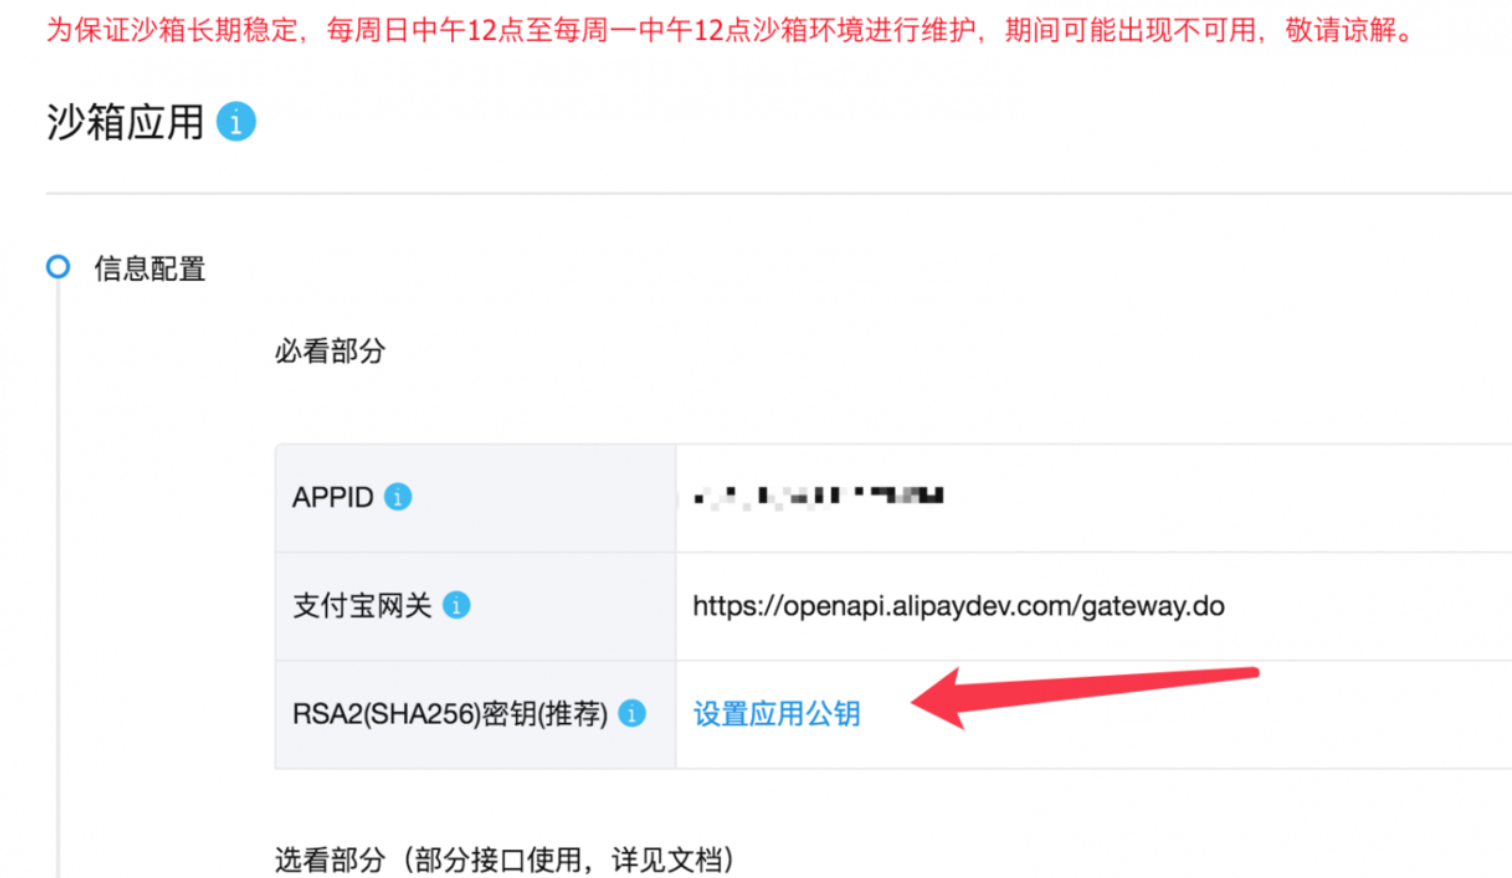 为保证沙箱长期稳定，每周日中午12点至每周一中午12点沙箱环境进行维护，期间可能出现不可用，敬请谅解。
沙箱应用
信息配置
必看部分
APPID
支付宝网关 https://openapi.alipaydev.com/gateway.do
RSA2(SHA256)密钥(推荐) 设置应用公钥
选看部分（部分接口使用，详见文档）